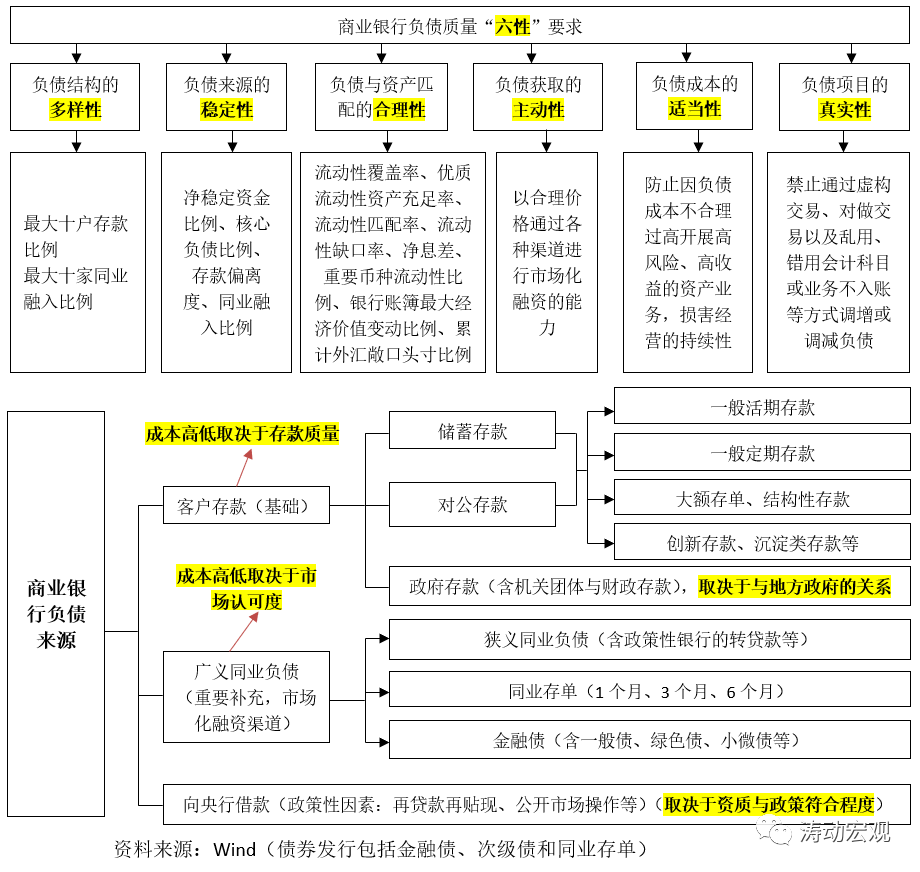 商业银行负债质量“六性”要求
负债结构的
多样性
负债来源的
稳定性
负债与资产匹
配的合理性
负债获取的
主动性
负债成本的
适当性
负债项目的
真实性
最大十户存款
比例
最大十家同业
融入比例
净稳定资金
比例、核心
负债比例、
存款偏离
度、同业融
入比例
流动性覆盖率、优质
流动性资产充足率、
流动性匹配率、流动
性缺口率、净息差、
重要币种流动性比
例、银行账簿最大经
济价值变动比例、累
计外汇敞口头寸比例
以合理价
格通过各
种渠道进
行市场化
融资的能
力
防止因负债
成本不合理
过高开展高
风险、高收
益的资产业
务，损害经
营的持续性
禁止通过虚构
交易、对做交
易以及乱用、
错用会计科目
或业务不入账
等方式调增或
调减负债
商业银
行负债
来源
成本高低取决于存款质量
客户存款（基础）
储蓄存款
对公存款
一般活期存款
一般定期存款
大额存单、结构性存款
创新存款、沉淀类存款等
政府存款（含机关团体与财政存款），取决于与地方政府的关系
成本高低取决于市
场认可度
广义同业负债
（重要补充，市场
化融资渠道）
狭义同业负债（含政策性银行的转贷款等）
同业存单（1 个月、3 个月、6 个月）
金融债（含一般债、绿色债、小微债等）
向央行借款（政策性因素：再贷款再贴现、公开市场操作等）（取决于资质与政策符合程度）
涛动宏观
资料来源：Wind（债券发行包括金融债、次级债和同业存单）